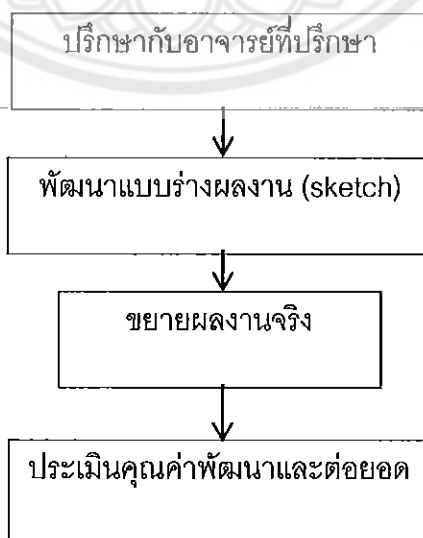 ปรึกษากับอาจารย์ที่ปรึกษา
พัฒนาแบบร่างผลงาน (sketch)
ขยายผลงานจริง
ประเมินคุณค่าพัฒนาและต่อยอด